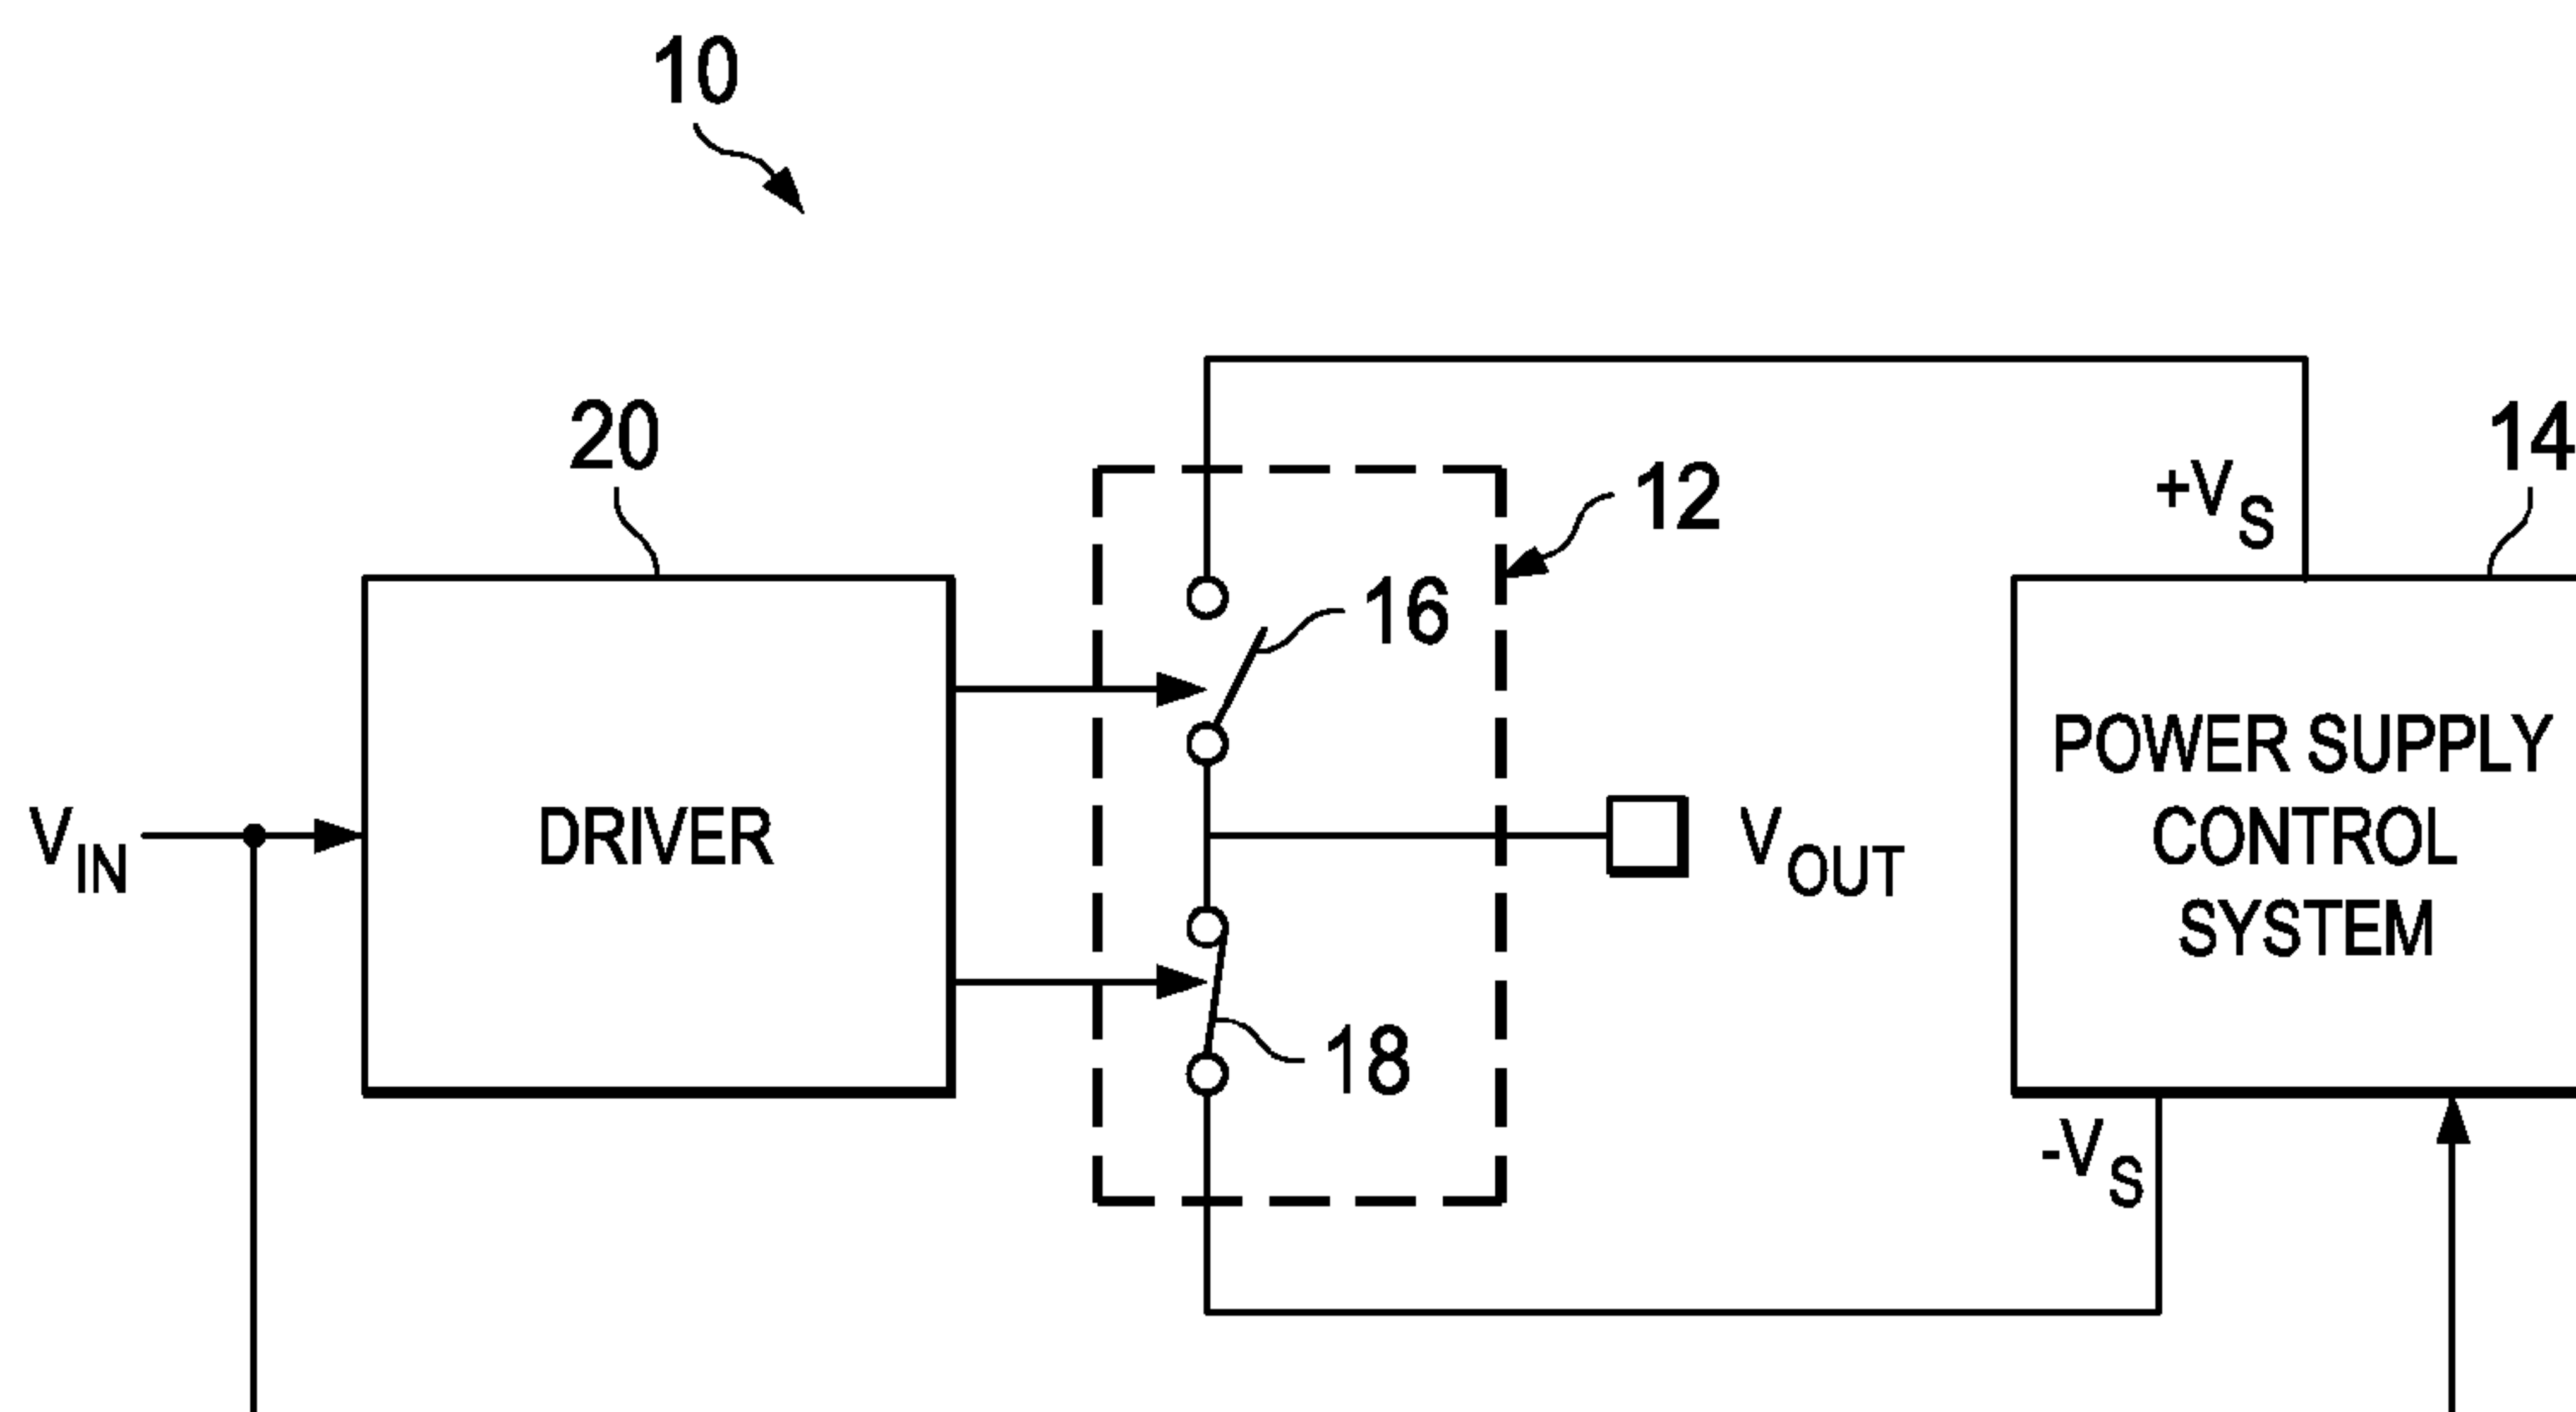 10
20
14
+VS
12
16
POWER SUPPLY
CONTROL
SYSTEM
VIN
DRIVER
VOUT
18
-VS